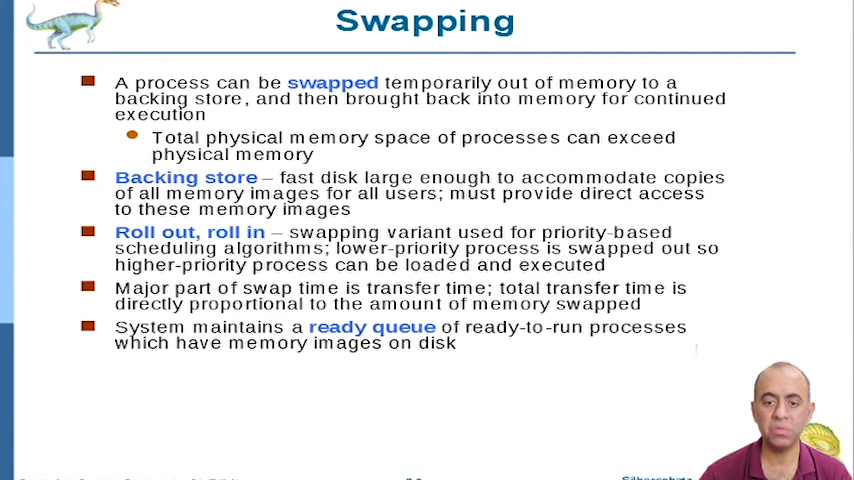 Swapping
A process can be swapped temporarily out of memory to a
backing store, and then brought back into memory for continued
execution
Total physical memory space of processes can exceed
physical memory
Backing store – fast disk large enough to accommodate copies
of all memory images for all users; must provide direct access
to these memory images
Roll out, roll in – swapping variant used for priority-based
scheduling algorithms; lower-priority process is swapped out so
higher-priority process can be loaded and executed
Major part of swap time is transfer time; total transfer time is
directly proportional to the amount of memory swapped
System maintains a ready queue of ready-to-run processes
which have memory images on disk